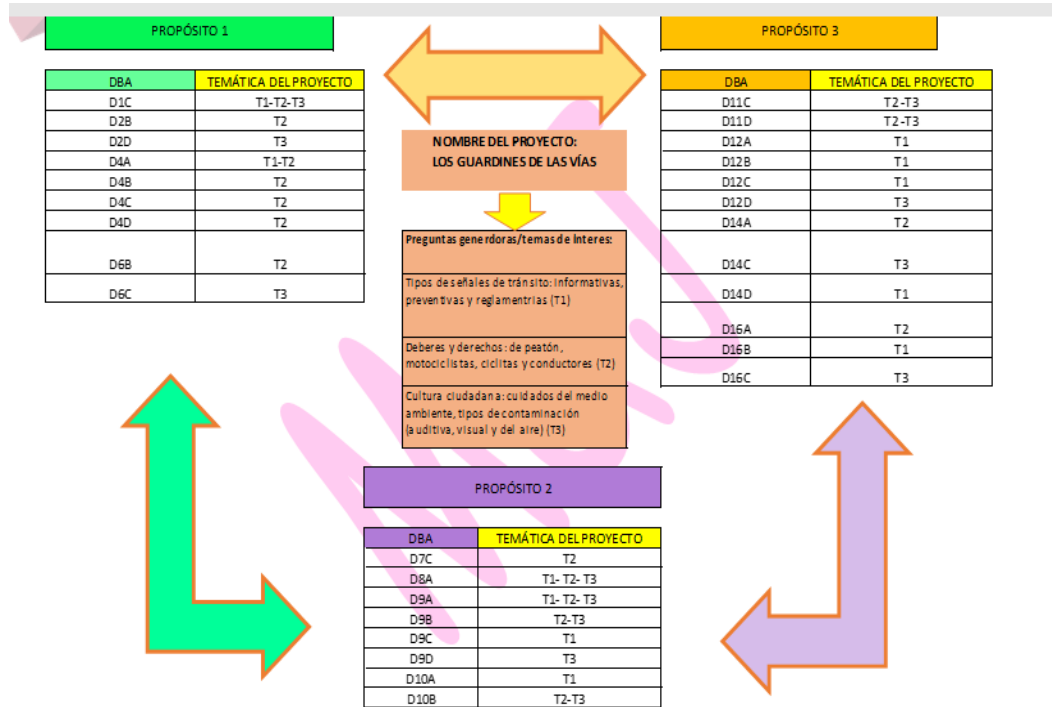 PROPÓSITO 1
DBA TEMÁTICA DEL PROYECTO
D1C T1-T2-T3
D2B T2
D2D T3
D4A T1-T2
D4B T2
D4C T2
D4D T2
D6B T2
D6C T3
NOMBRE DEL PROYECTO:
LOS GUARDINES DE LAS VÍAS
Preguntas generdoras/temas de interes:
Tipos de señales de tránsito: informativas,
preventivas y reglamentrias (T1)
Deberes y derechos: de peatón,
motociclistas, ciclitas y conductores (T2)
Cultura ciudadana: cuidados del medio
ambiente, tipos de contaminación
(auditiva, visual y del aire) (T3)
PROPÓSITO 3
DBA TEMÁTICA DEL PROYECTO
D11C T2-T3
D11D T2-T3
D12A T1
D12B T1
D12C T1
D12D T3
D14A T2
D14C T3
D14D T1
D16A T2
D16B T1
D16C T3
PROPÓSITO 2
DBA TEMÁTICA DEL PROYECTO
D7C T2
D8A T1- T2- T3
D9A T1- T2- T3
D9B T2-T3
D9C T1
D9D T3
D10A T1
D10B T2-T3